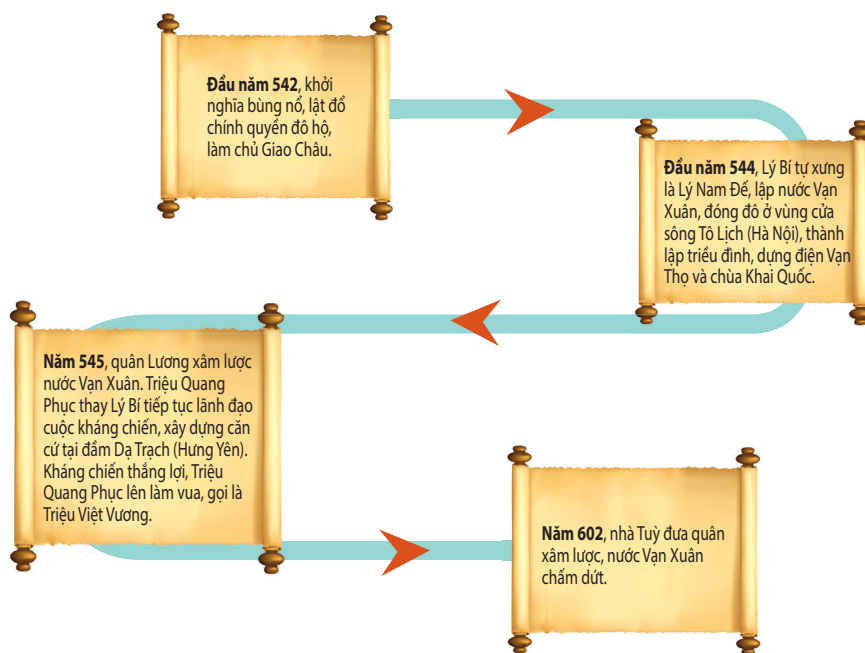 Đầu năm 542, khởi
nghĩa bùng nổ, lật đổ
chính quyền đô hộ,
làm chủ Giao Châu.
Đầu năm 544, Lý Bí tự xưng
là Lý Nam Đế, lập nước Vạn
Xuân, đóng đô ở vùng cửa
sông Tô Lịch (Hà Nội), thành
lập triều đình, dựng điện Vạn
Thọ và chùa Khai Quốc.
Năm 545, quân Lương xâm lược
nước Vạn Xuân. Triệu Quang
Phục thay Lý Bí tiếp tục lãnh đạo
cuộc kháng chiến, xây dựng căn
cứ tại đầm Dạ Trạch (Hưng Yên).
Kháng chiến thắng lợi, Triệu
Quang Phục lên làm vua, gọi là
Triệu Việt Vương.
Năm 602, nhà Tuỳ đưa quân
xâm lược, nước Vạn Xuân
chấm dứt.